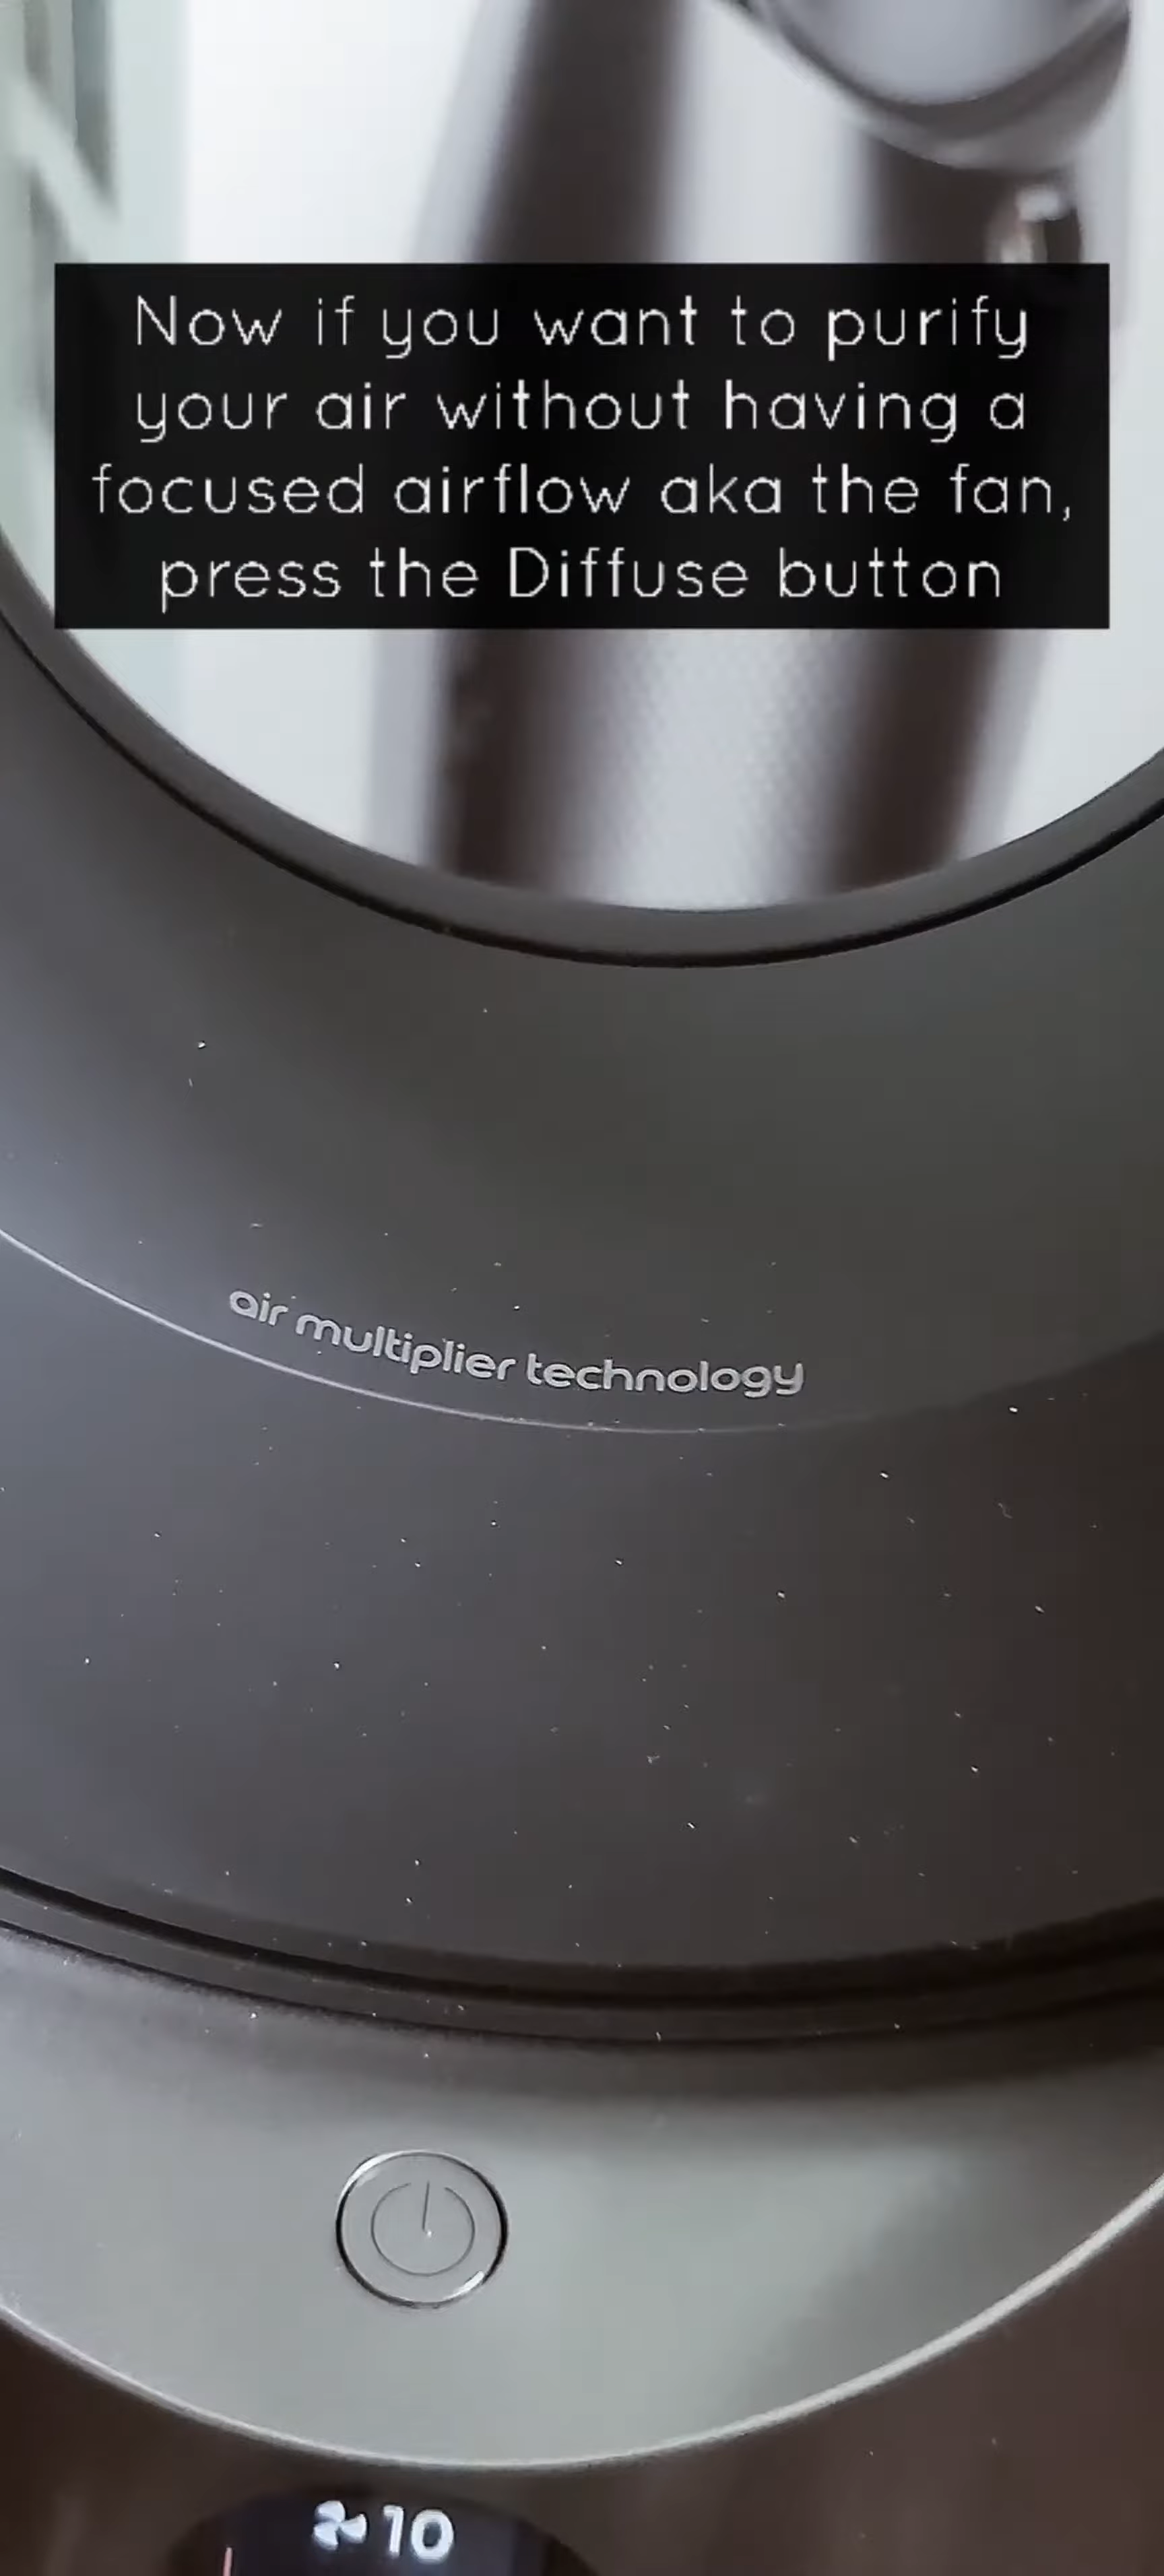 Now if you want to purify
your air without having a
focused airflow aka the fan,
press the Diffuse button
air multiplier technology
10